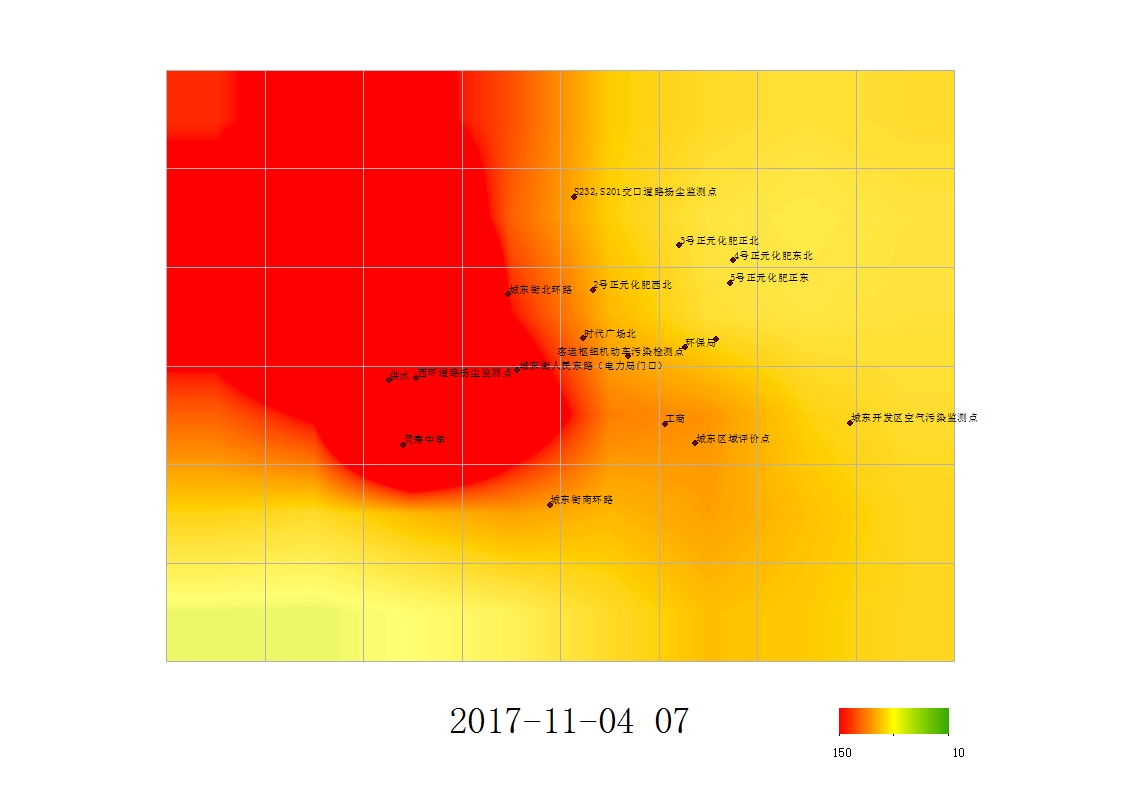 S232,S201交口道路扬尘监测点
3号正元化肥正北
4号正元化肥东北
5号正元化肥正东
2号正元化肥西北
城东街北环路
时代广场北
环保局
客运枢纽机动车污染检测点
城东街人民东路(电力局门口)
西环道路扬尘监测点
供水
工商
城东开发区空气污染监测点
城东区域评价点
灵寿中学
城东街南环路
2017-11-04 07
150
10